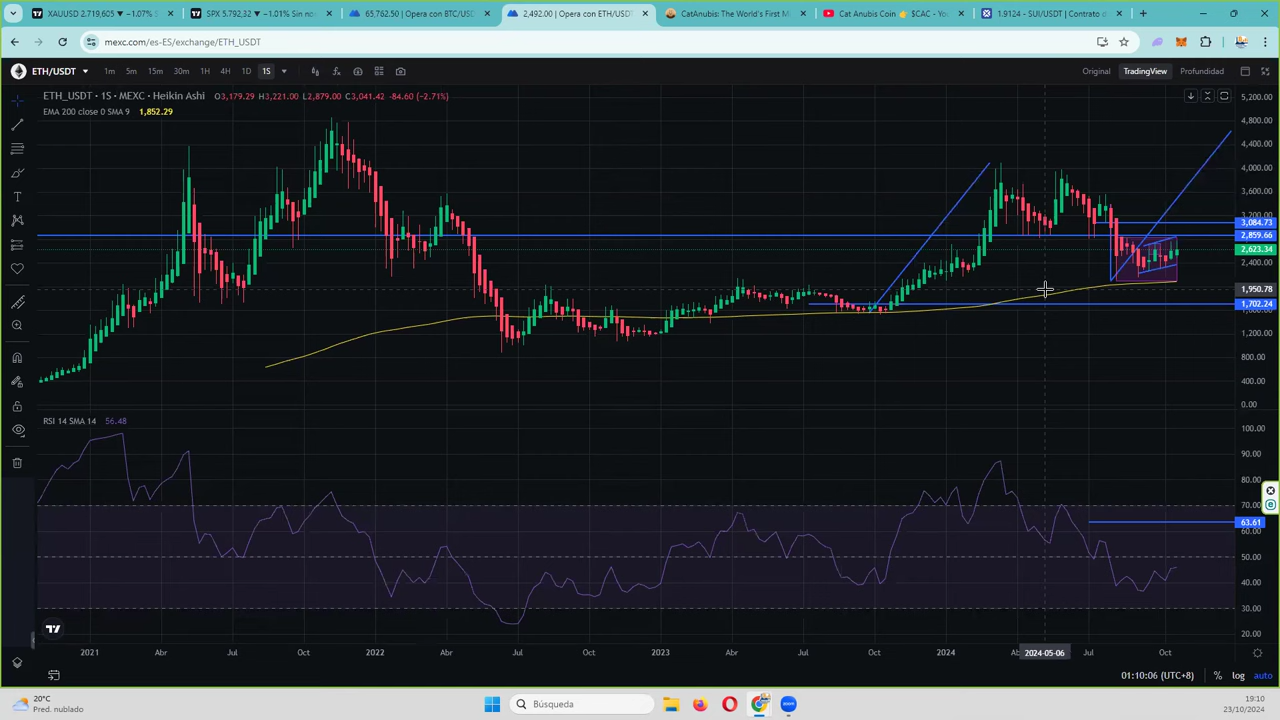 XAUUSD 2.719,605 ▼ −1.07% S
SPX 5.792,32 ▼ −1.01% Sin nom
65,762.50 | Opera con BTC/USD
2,492.00 | Opera con ETH/USDT
CatAnubis: The World's First M
Cat Anubis Coin 👉 $CAC - You
1.9124 - SUI/USDT | Contrato d
mexc.com/es-ES/exchange/ETH_USDT
ETH/USDT 1m 5m 15m 30m 1H 4H 1D 1S Original TradingView Profundidad
ETH_USDT · 1S · MEXC · Heikin Ashi O3,179.29 H3,221.00 L2,879.00 C3,041.42 -84.60 (−2.71%)
EMA 200 close 0 SMA 9 1,852.29
5,200.00
4,800.00
4,400.00
4,000.00
3,600.00
3,200.00
3,084.73
2,859.66
2,623.34
2,400.00
1,950.78
1,702.24
1,200.00
800.00
400.00
0.00
RSI 14 SMA 14 56.48
100.00
90.00
80.00
70.00
63.61
60.00
50.00
40.00
30.00
20.00
2021 Abr Jul Oct 2022 Abr Jul Oct 2023 Abr Jul Oct 2024 2024-05-06 Jul Oct
01:10:06 (UTC+8) % log auto
20°C
Pred. nublado
Búsqueda
19:10
23/10/2024